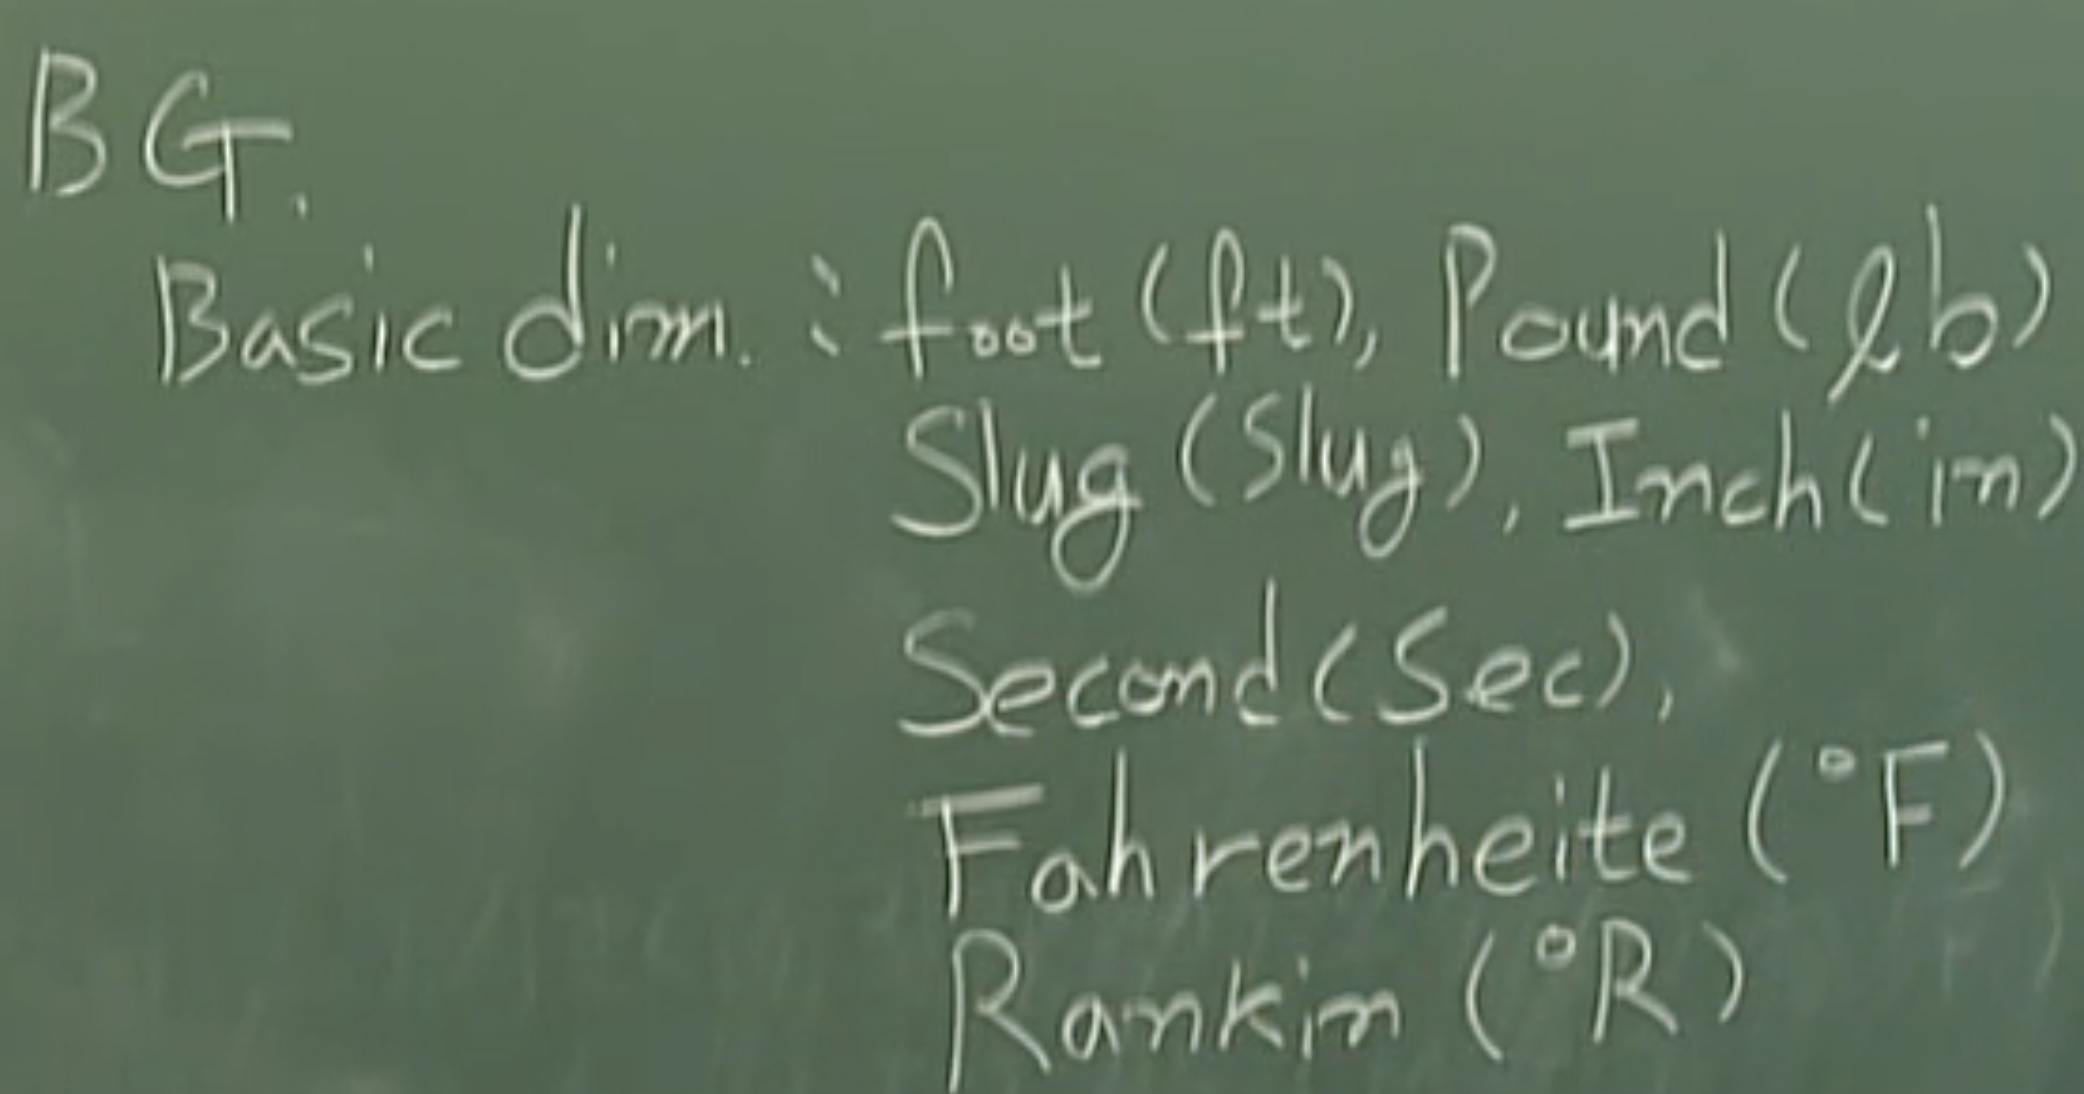 BG.
Basic dim. : foot (ft), Pound (lb)
Slug (Slug), Inch (in)
Second (Sec),
Fahrenheite (°F)
Rankin (°R)